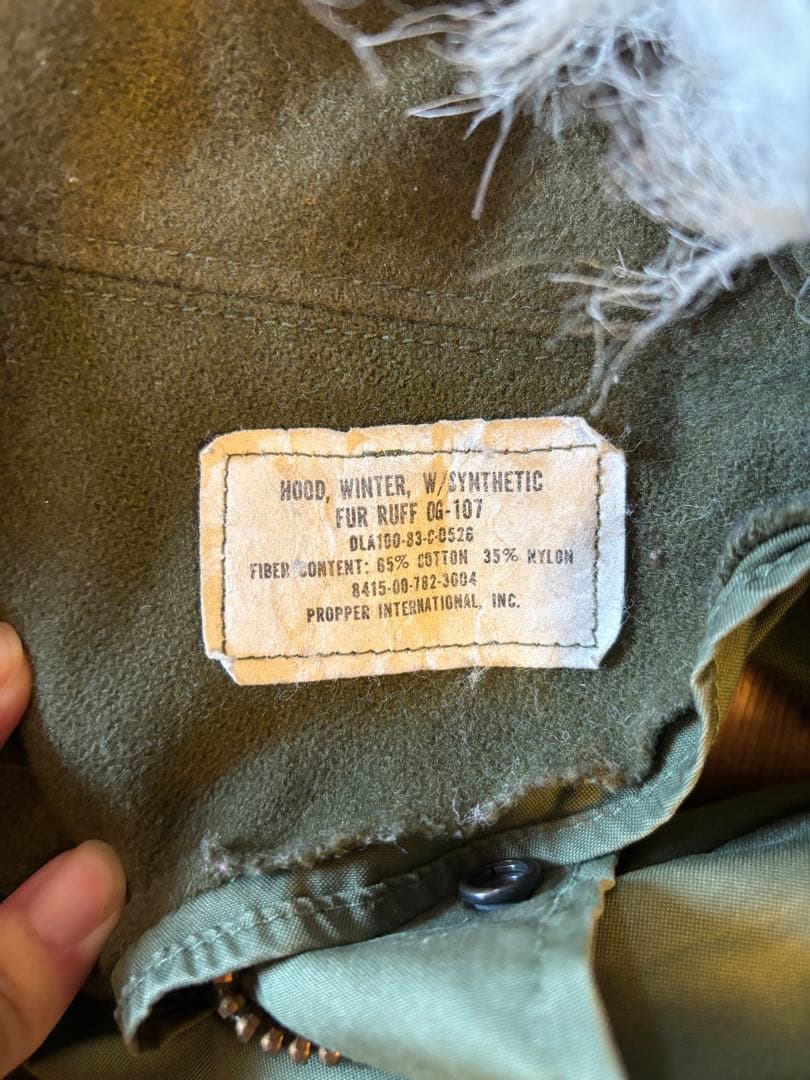 HOOD, WINTER, W/SYNTHETIC
FUR RUFF OG-107
DLA100-83-C-0526
FIBER CONTENT: 65% COTTON 35% NYLON
8415-00-782-3004
PROPPER INTERNATIONAL, INC.